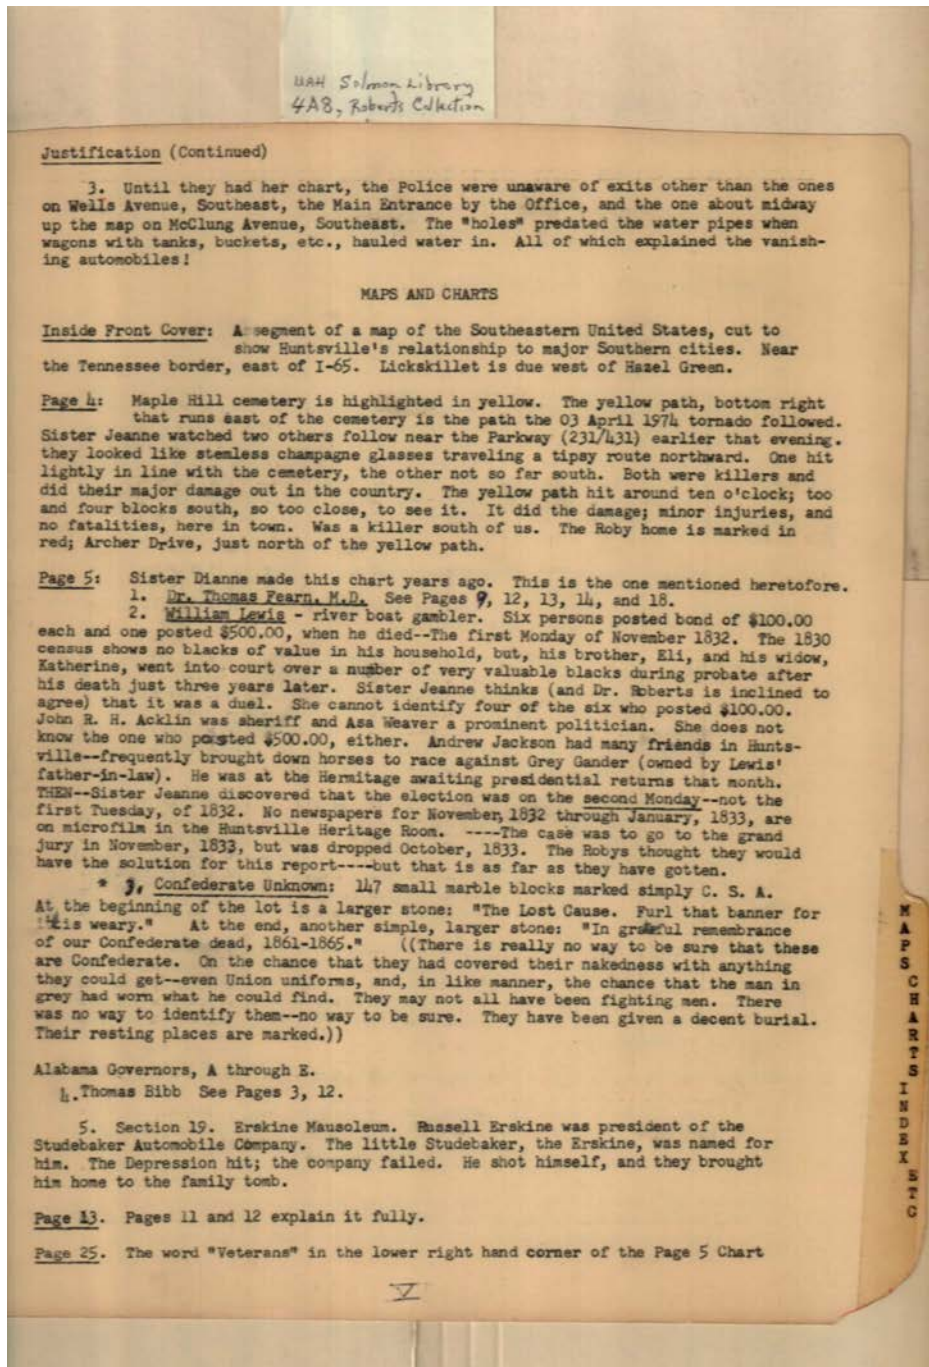 UAH Salmon Library
4A8, Roberts Collection
Justification (Continued)
3. Until they had her chart, the Police were unaware of exits other than the ones
on Wells Avenue, Southeast, the Main Entrance by the Office, and the one about midway
up the map on McClung Avenue, Southeast. The "holes" predated the water pipes when
wagons with tanks, buckets, etc., hauled water in. All of which explained the vanish-
ing automobiles!
MAPS AND CHARTS
Inside Front Cover: A segment of a map of the Southeastern United States, cut to
show Huntsville's relationship to major Southern cities. Near
the Tennessee border, east of I-65. Lickskillet is due west of Hazel Green.
Page 4: Maple Hill cemetery is highlighted in yellow. The yellow path, bottom right
that runs east of the cemetery is the path the 03 April 1974 tornado followed.
Sister Jeanne watched two others follow near the Parkway (231/431) earlier that evening.
they looked like stemless champagne glasses traveling a tipsy route northward. One hit
lightly in line with the cemetery, the other not so far south. Both were killers and
did their major damage out in the country. The yellow path hit around ten o'clock; too
and four blocks south, so too close, to see it. It did the damage; minor injuries, and
no fatalities, here in town. Was a killer south of us. The Roby home is marked in
red; Archer Drive, just north of the yellow path.
Page 5: Sister Dianne made this chart years ago. This is the one mentioned heretofore.
1. Dr. Thomas Fearn, M.D. See Pages 9, 12, 13, 14, and 18.
2. William Lewis - river boat gambler. Six persons posted bond of $100.00
each and one posted $500.00, when he died--The first Monday of November 1832. The 1830
census shows no blacks of value in his household, but, his brother, Eli, and his widow,
Katherine, went into court over a number of very valuable blacks during probate after
his death just three years later. Sister Jeanne thinks (and Dr. Roberts is inclined to
agree) that it was a duel. She cannot identify four of the six who posted $100.00.
John R. H. Acklin was sheriff and Asa Weaver a prominent politician. She does not
know the one who posted $500.00, either. Andrew Jackson had many friends in Hunts-
ville--frequently brought down horses to race against Grey Gander (owned by Lewis'
father-in-law). He was at the Hermitage awaiting presidential returns that month.
THEN--Sister Jeanne discovered that the election was on the second Monday--not the
first Tuesday, of 1832. No newspapers for November, 1832 through January, 1833, are
on microfilm in the Huntsville Heritage Room. ----The case was to go to the grand
jury in November, 1833, but was dropped October, 1833. The Robys thought they would
have the solution for this report----but that is as far as they have gotten.
* 3, Confederate Unknown: 147 small marble blocks marked simply C. S. A.
At the beginning of the lot is a larger stone: "The Lost Cause. Furl that banner for
'tis weary." At the end, another simple, larger stone: "In grateful remembrance
of our Confederate dead, 1861-1865." ((There is really no way to be sure that these
are Confederate. On the chance that they had covered their nakedness with anything
they could get--even Union uniforms, and, in like manner, the chance that the man in
grey had worn what he could find. They may not all have been fighting men. There
was no way to identify them--no way to be sure. They have been given a decent burial.
Their resting places are marked.))
Alabama Governors, A through E.
4. Thomas Bibb See Pages 3, 12.
5. Section 19. Erskine Mausoleum. Russell Erskine was president of the
Studebaker Automobile Company. The little Studebaker, the Erskine, was named for
him. The Depression hit; the company failed. He shot himself, and they brought
him home to the family tomb.
Page 13. Pages 11 and 12 explain it fully.
Page 25. The word "Veterans" in the lower right hand corner of the Page 5 Chart
V
MAPS CHARTS INDEX ETC